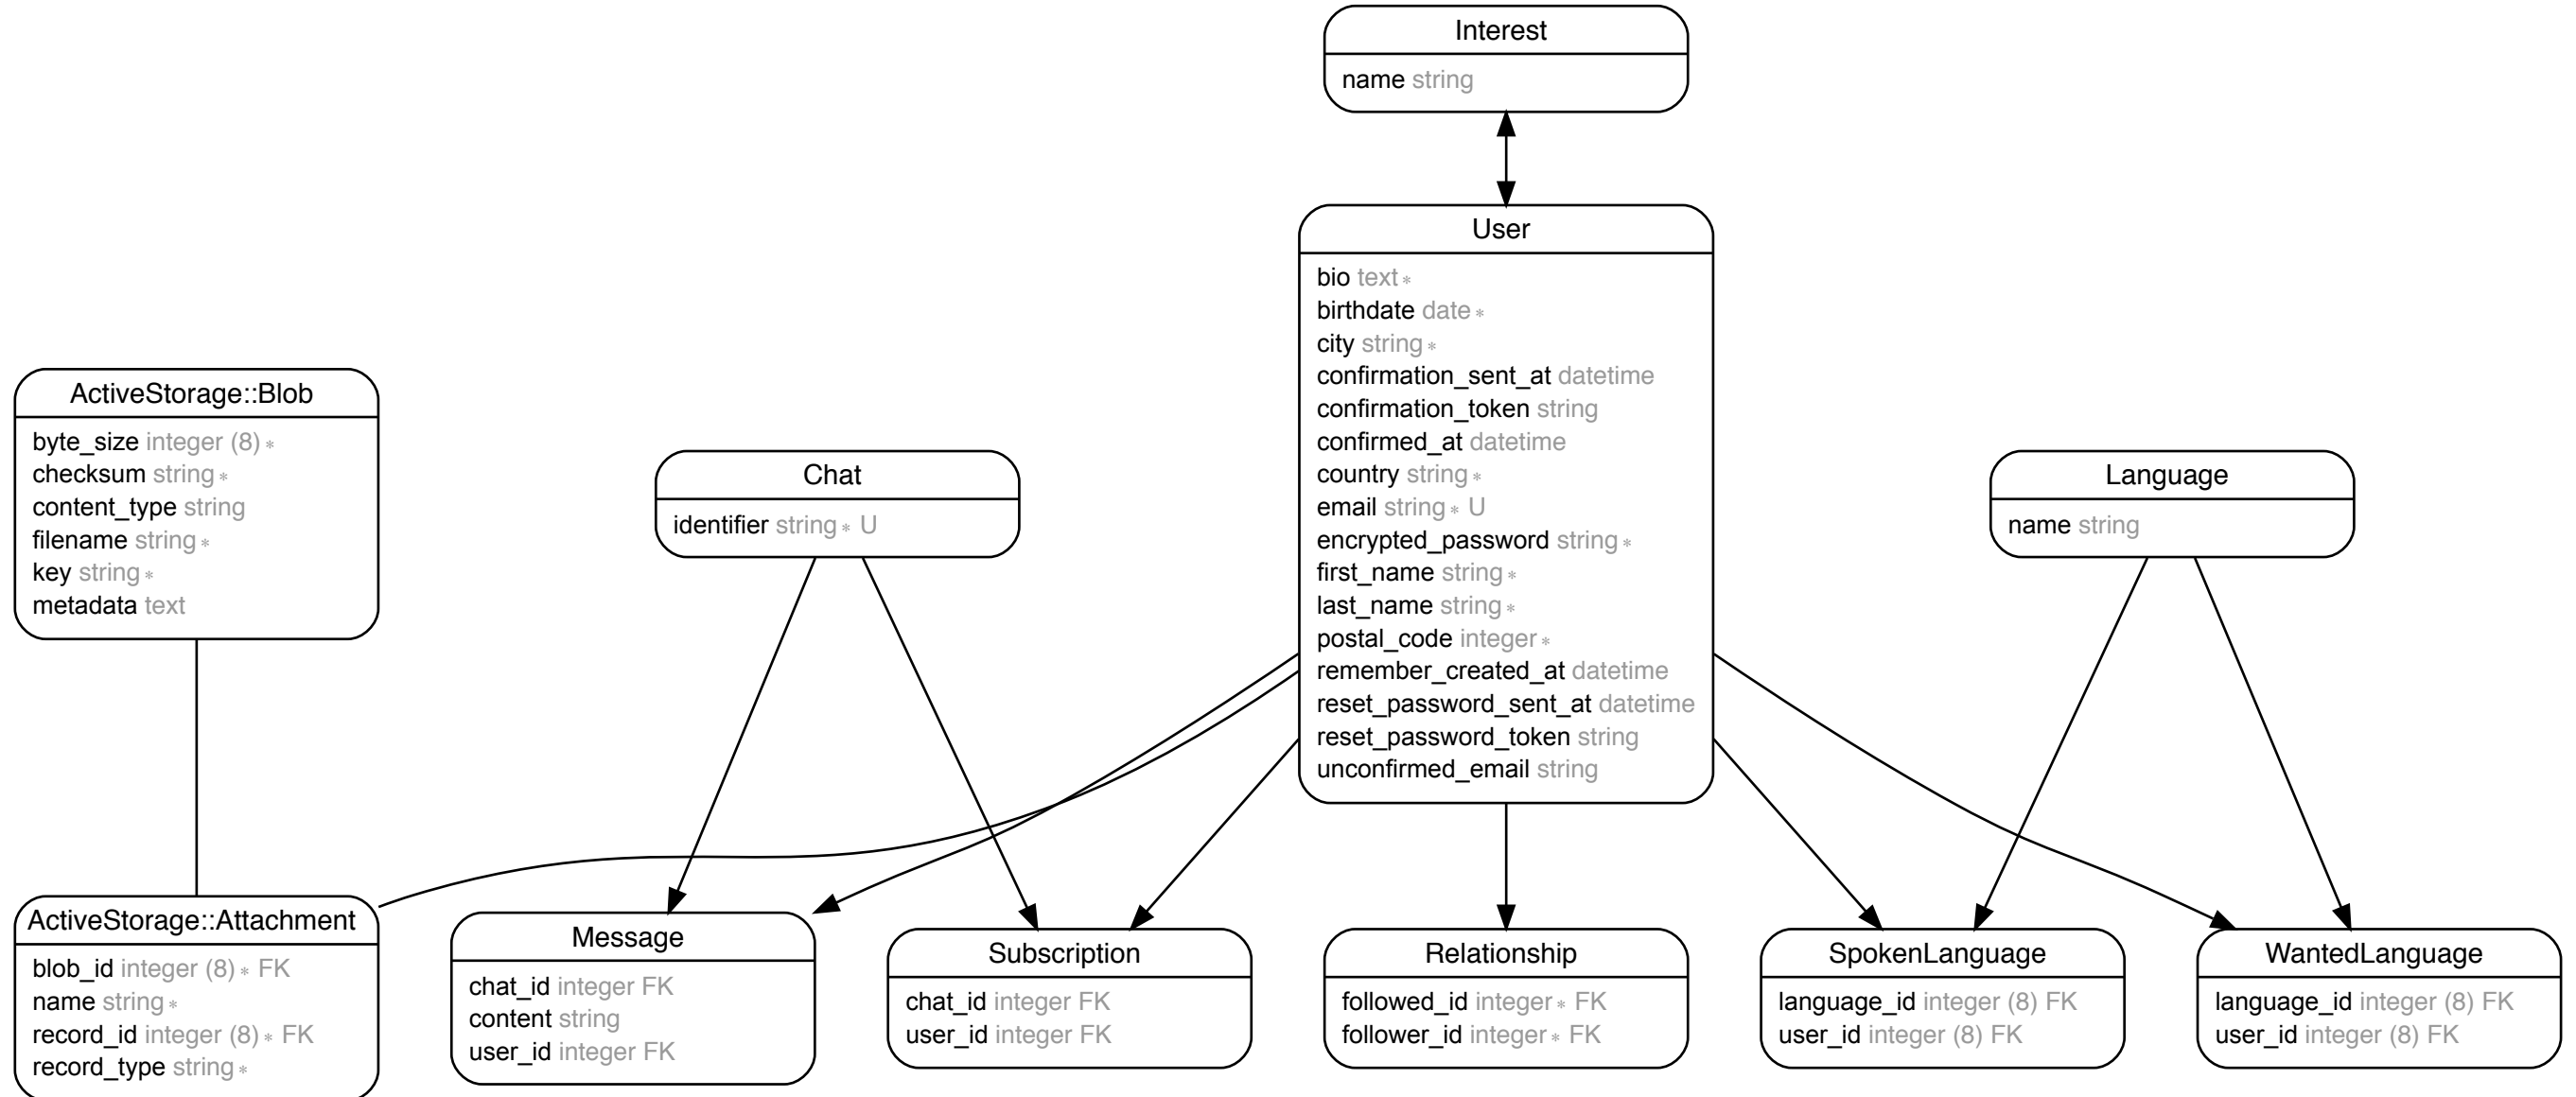 Interest
name string
User
bio text ∗
birthdate date ∗
city string ∗
confirmation_sent_at datetime
confirmation_token string
confirmed_at datetime
country string ∗
email string ∗ U
encrypted_password string ∗
first_name string ∗
last_name string ∗
postal_code integer ∗
remember_created_at datetime
reset_password_sent_at datetime
reset_password_token string
unconfirmed_email string
ActiveStorage::Blob
byte_size integer (8) ∗
checksum string ∗
content_type string
filename string ∗
key string ∗
metadata text
Chat
identifier string ∗ U
Language
name string
ActiveStorage::Attachment
blob_id integer (8) ∗ FK
name string ∗
record_id integer (8) ∗ FK
record_type string ∗
Message
chat_id integer FK
content string
user_id integer FK
Subscription
chat_id integer FK
user_id integer FK
Relationship
followed_id integer ∗ FK
follower_id integer ∗ FK
SpokenLanguage
language_id integer (8) FK
user_id integer (8) FK
WantedLanguage
language_id integer (8) FK
user_id integer (8) FK